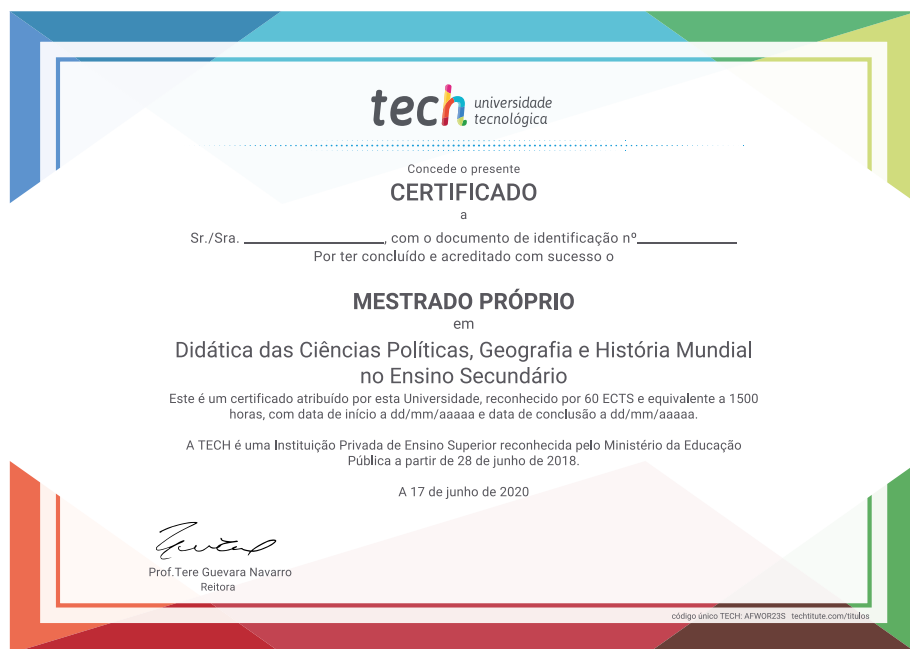 tech universidade
tecnológica
Concede o presente
CERTIFICADO
a
Sr./Sra. ________________, com o documento de identificação nº____________
Por ter concluído e acreditado com sucesso o
MESTRADO PRÓPRIO
em
Didática das Ciências Políticas, Geografia e História Mundial
no Ensino Secundário
Este é um certificado atribuído por esta Universidade, reconhecido por 60 ECTS e equivalente a 1500
horas, com data de início a dd/mm/aaaaa e data de conclusão a dd/mm/aaaaa.
A TECH é uma Instituição Privada de Ensino Superior reconhecida pelo Ministério da Educação
Pública a partir de 28 de junho de 2018.
A 17 de junho de 2020
Prof.Tere Guevara Navarro
Reitora
código único TECH: AFWOR23S techtitute.com/titulos